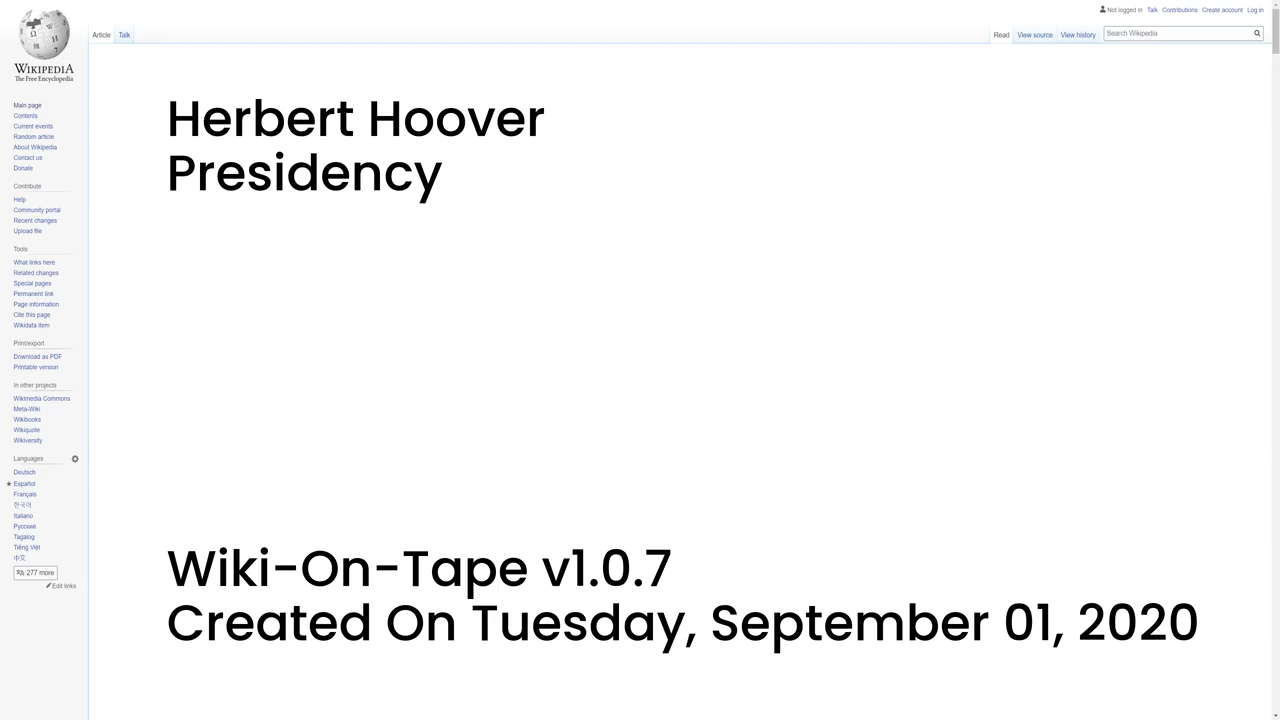 Not logged in Talk Contributions Create account Log in
Article Talk Read View source View history Search Wikipedia
WIKIPEDIA
The Free Encyclopedia
Main page
Contents
Current events
Random article
About Wikipedia
Contact us
Donate
Contribute
Help
Community portal
Recent changes
Upload file
Tools
What links here
Related changes
Special pages
Permanent link
Page information
Cite this page
Wikidata item
Print/export
Download as PDF
Printable version
In other projects
Wikimedia Commons
Meta-Wiki
Wikibooks
Wikiquote
Wikiversity
Languages
Deutsch
Español
Français
한국어
Italiano
Русский
Tagalog
Tiếng Việt
中文
277 more
Edit links
Herbert Hoover
Presidency
Wiki-On-Tape v1.0.7
Created On Tuesday, September 01, 2020